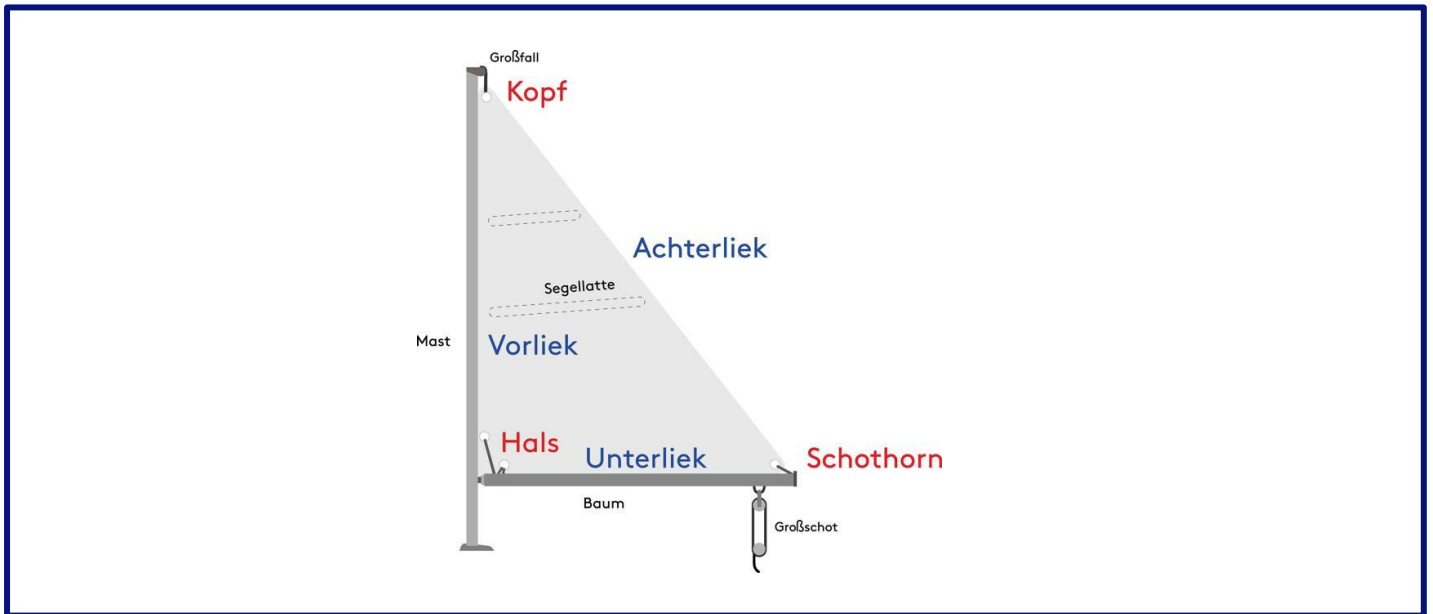 Großfall
Kopf
Achterliek
Segellatte
Mast
Vorliek
Hals
Unterliek
Schothorn
Baum
Großschot